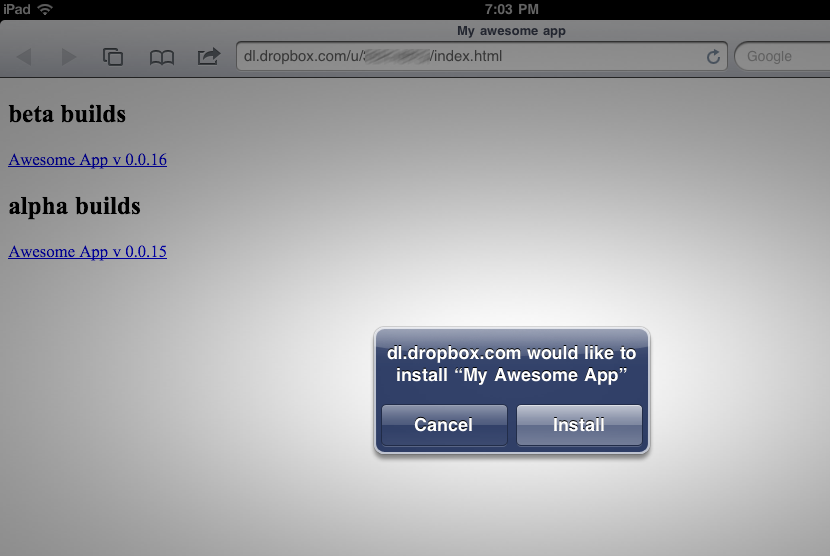 iPad 7:03 PM
My awesome app
dl.dropbox.com/u/ /index.html
Google
beta builds
Awesome App v 0.0.16
alpha builds
Awesome App v 0.0.15
dl.dropbox.com would like to
install “My Awesome App”
Cancel Install